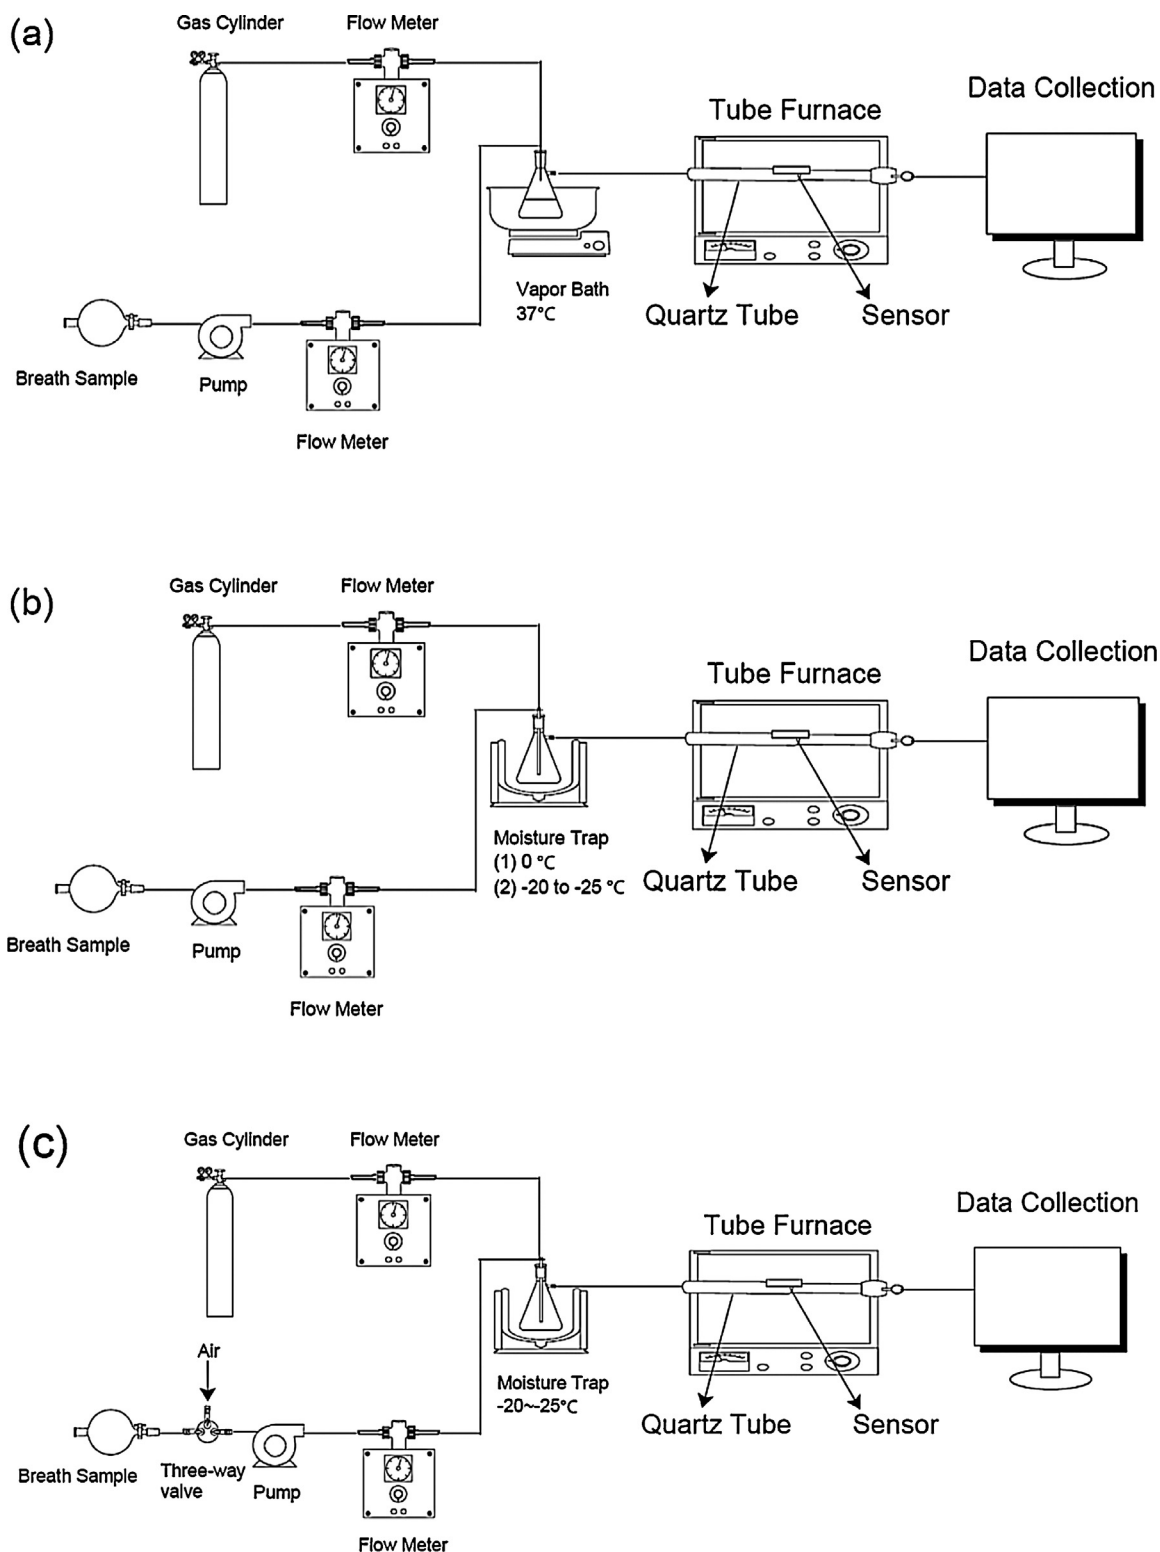 (a)
Gas Cylinder
Flow Meter
Data Collection
Tube Furnace
Vapor Bath
37°C
Quartz Tube
Sensor
Breath Sample
Pump
Flow Meter
(b)
Gas Cylinder
Flow Meter
Data Collection
Tube Furnace
Moisture Trap
(1) 0 °C
(2) -20 to -25 °C
Quartz Tube
Sensor
Breath Sample
Pump
Flow Meter
(c)
Gas Cylinder
Flow Meter
Data Collection
Tube Furnace
Air
Moisture Trap
-20~-25°C
Quartz Tube
Sensor
Breath Sample
Three-way
valve
Pump
Flow Meter